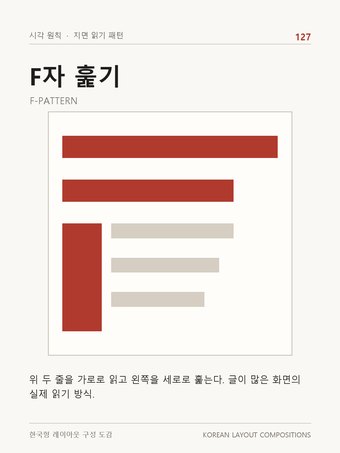 시각 원칙 · 지면 읽기 패턴
127
F자 훑기
F-PATTERN
위 두 줄을 가로로 읽고 왼쪽을 세로로 훑는다. 글이 많은 화면의
실제 읽기 방식.
한국형 레이아웃 구성 도감
KOREAN LAYOUT COMPOSITIONS